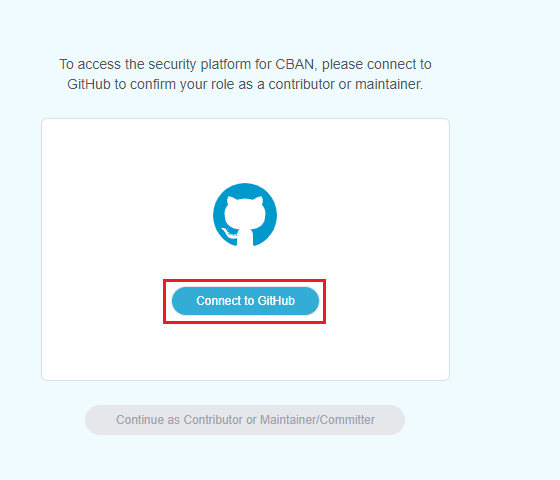 To access the security platform for CBAN, please connect to
GitHub to confirm your role as a contributor or maintainer.
Connect to GitHub
Continue as Contributor or Maintainer/Committer